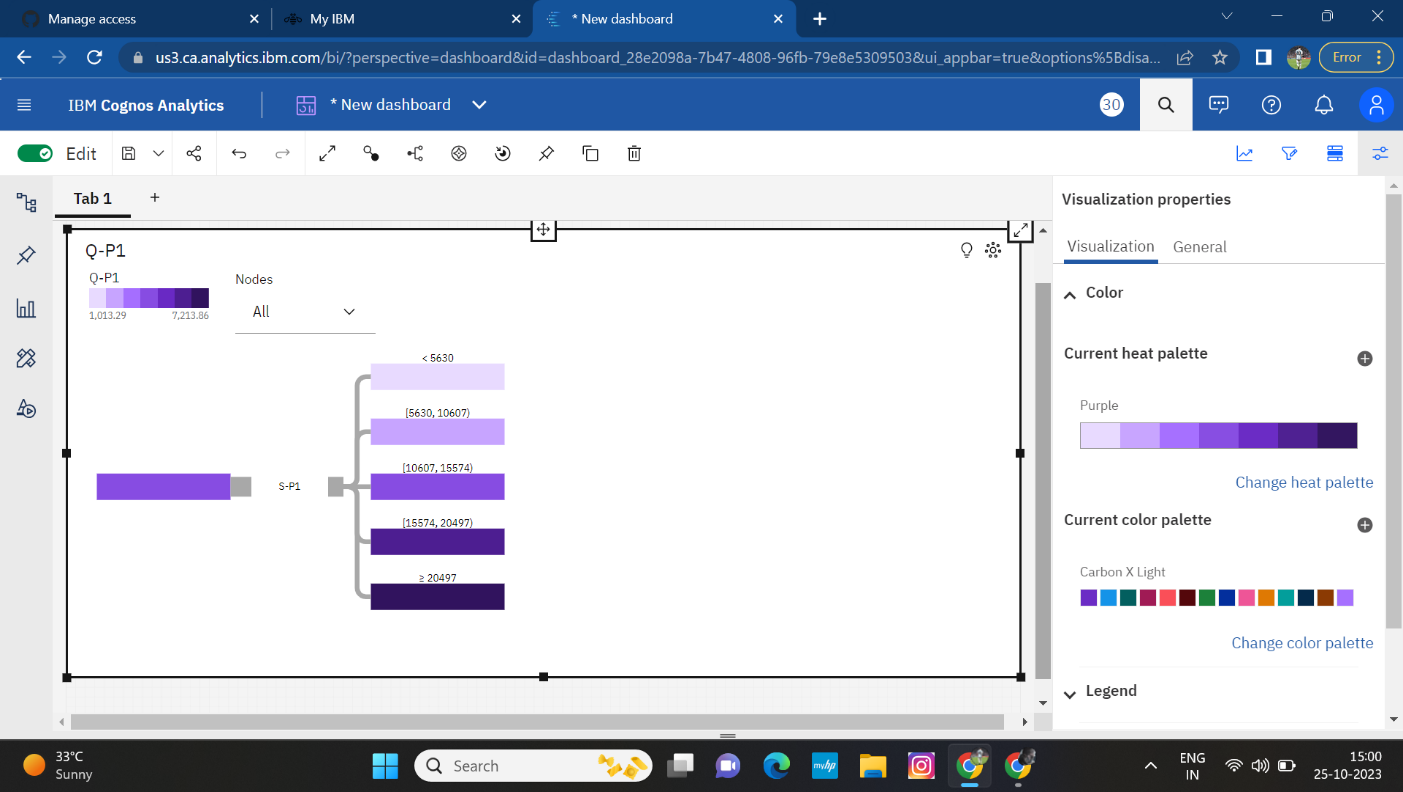 Manage access
My IBM
* New dashboard
us3.ca.analytics.ibm.com/bi/?perspective=dashboard&id=dashboard_28e2098a-7b47-4808-96fb-79e8e5309503&ui_appbar=true&options%5Bdisa...
Error
IBM Cognos Analytics
* New dashboard
30
Edit
Tab 1
Visualization properties
Visualization
General
Q-P1
Q-P1
1,013.29
7,213.86
Nodes
All
< 5630
[5630, 10607)
[10607, 15574)
S-P1
[15574, 20497)
≥ 20497
Color
Current heat palette
Purple
Change heat palette
Current color palette
Carbon X Light
Change color palette
Legend
33°C
Sunny
Search
myhp
ENG
IN
15:00
25-10-2023